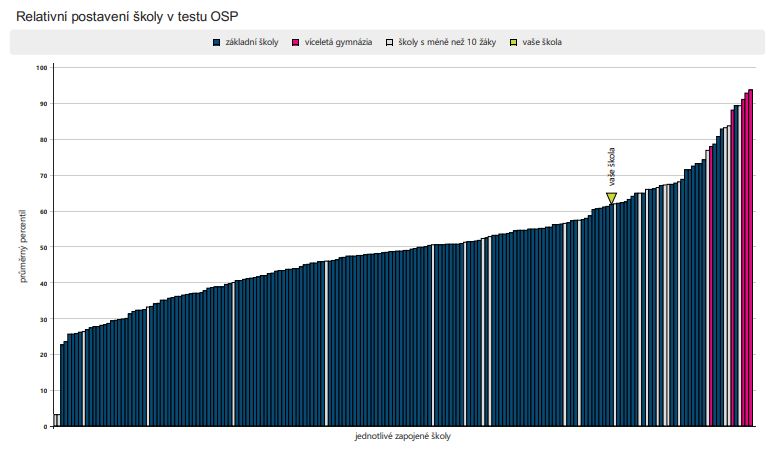 Relativní postavení školy v testu OSP
základní školy víceletá gymnázia školy s méně než 10 žáky vaše škola
100
90
80
70
60
50
40
30
20
10
0
průměrný percentil
vaše škola
jednotlivé zapojené školy